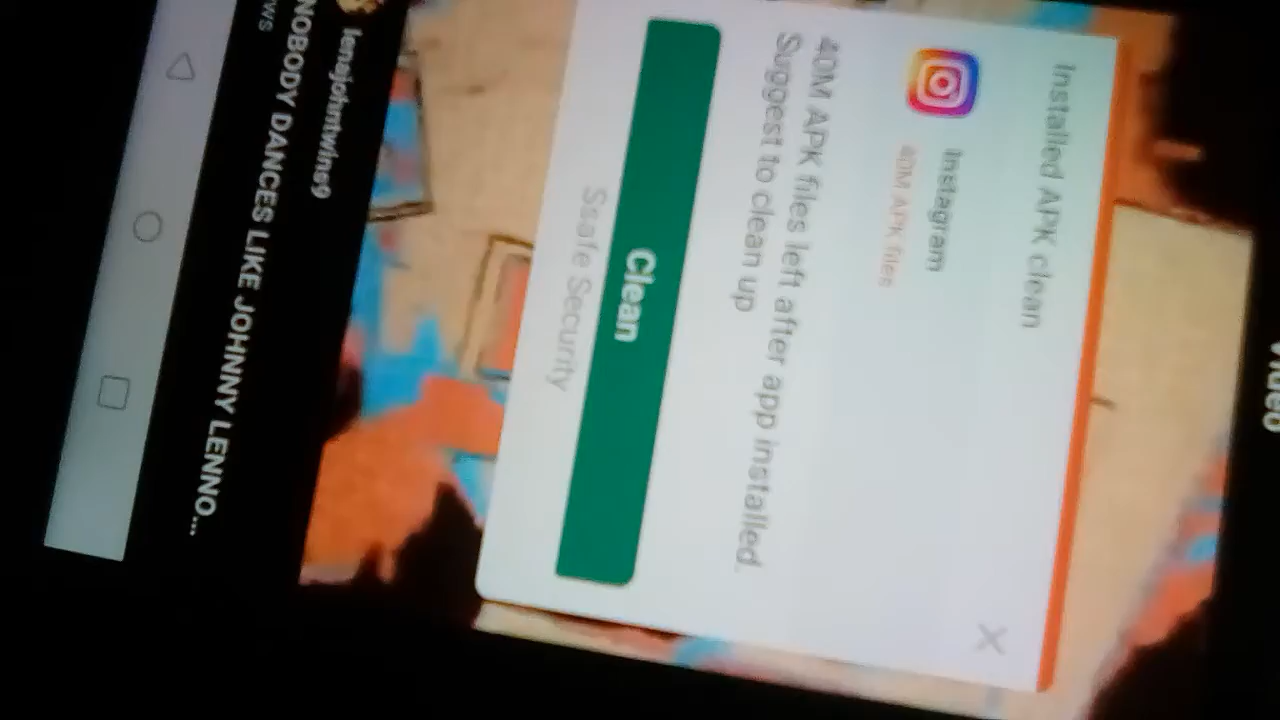 Video
Installed APK clean
Instagram
40M APK files
40M APK files left after app installed.
Suggest to clean up
Clean
Ssafe Security
lenojohntwins9
NOBODY DANCES LIKE JOHNNY LENNO...